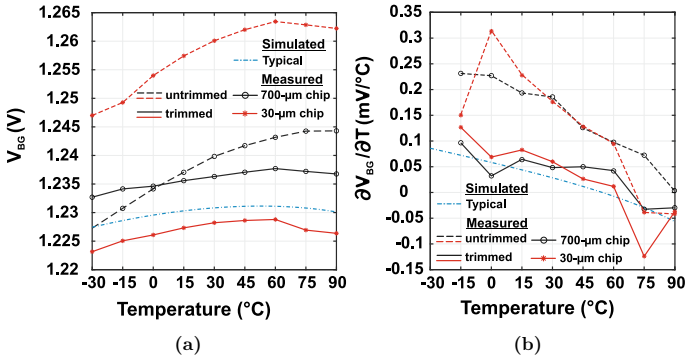 1.265
1.26
1.255
1.25
1.245
1.24
1.235
1.23
1.225
1.22
V_BG (V)
Simulated
Typical
Measured
untrimmed
700-μm chip
trimmed
30-μm chip
-30 -15 0 15 30 45 60 75 90
Temperature (°C)
(a)
0.35
0.3
0.25
0.2
0.15
0.1
0.05
0
-0.05
-0.1
-0.15
∂V_BG/∂T (mV/°C)
Simulated
Typical
Measured
untrimmed
700-μm chip
trimmed
30-μm chip
-30 -15 0 15 30 45 60 75 90
Temperature (°C)
(b)